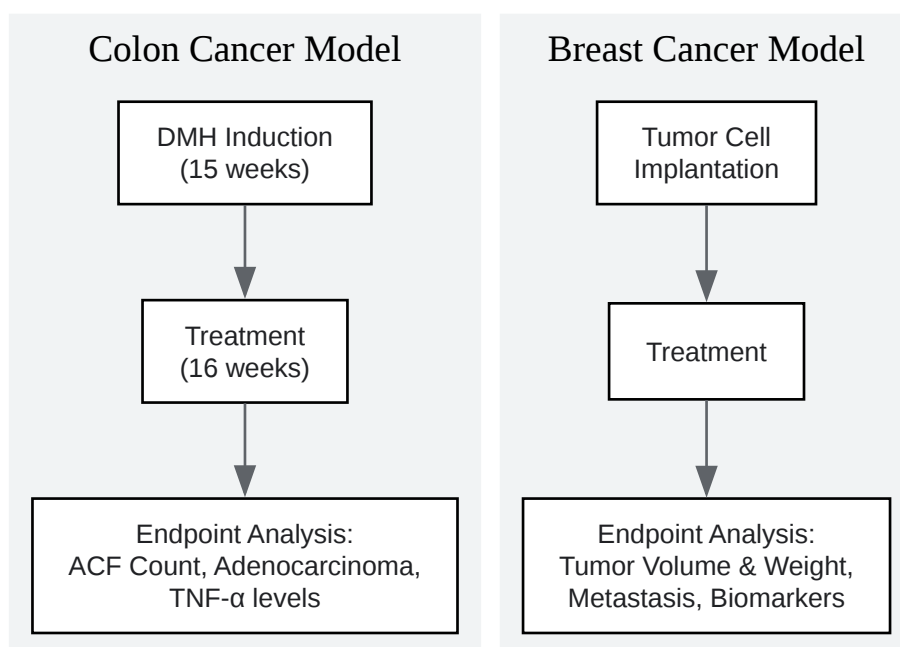 Colon Cancer Model
DMH Induction
(15 weeks)
Treatment
(16 weeks)
Endpoint Analysis:
ACF Count, Adenocarcinoma,
TNF-α levels
Breast Cancer Model
Tumor Cell
Implantation
Treatment
Endpoint Analysis:
Tumor Volume & Weight,
Metastasis, Biomarkers